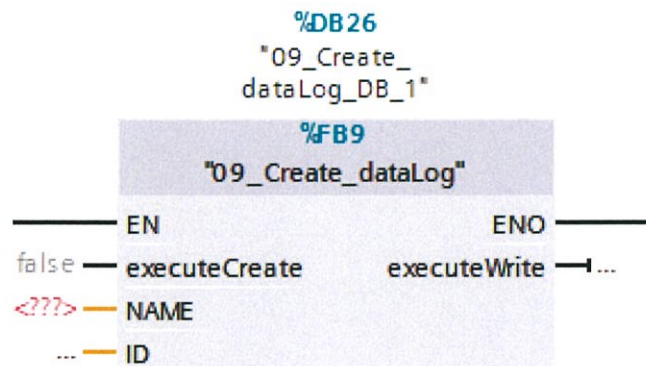 %DB26
"09_Create_
dataLog_DB_1"
%FB9
"09_Create_dataLog"
EN ENO
false executeCreate executeWrite ...
<???> NAME
... ID